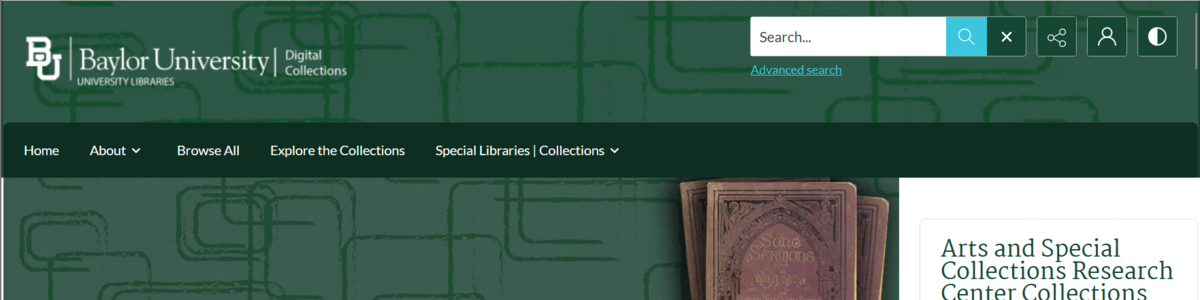 BU
Baylor University
UNIVERSITY LIBRARIES
Digital
Collections
Search...
Advanced search
Home
About
Browse All
Explore the Collections
Special Libraries | Collections
SONG
SERMONS
Arts and Special
Collections Research
Center Collections